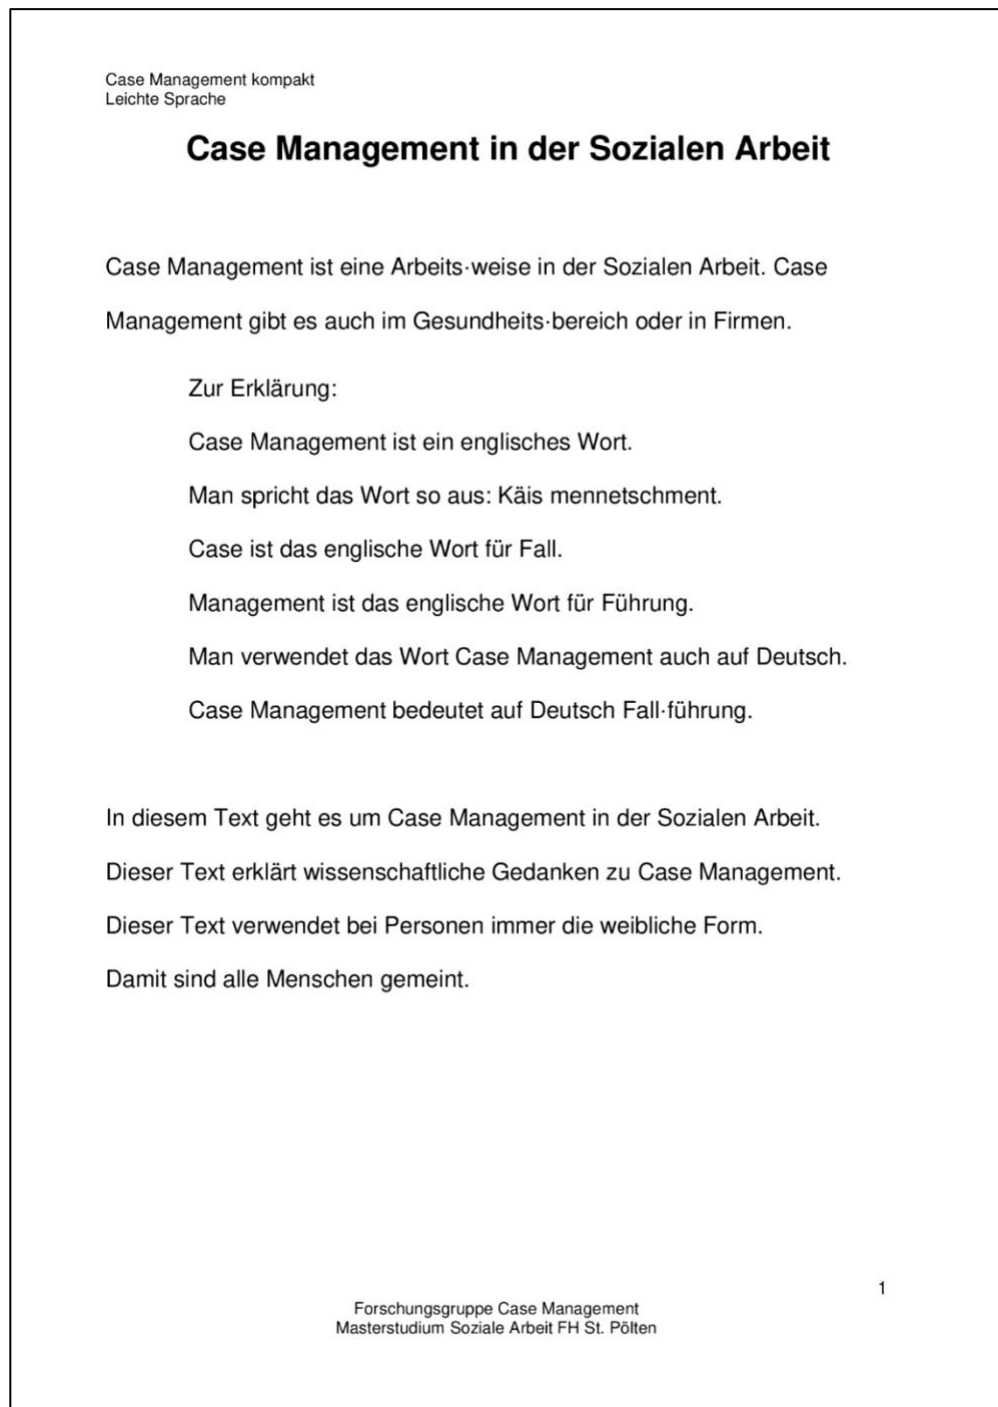 Case Management kompakt
Leichte Sprache
Case Management in der Sozialen Arbeit
Case Management ist eine Arbeits·weise in der Sozialen Arbeit. Case
Management gibt es auch im Gesundheits·bereich oder in Firmen.
Zur Erklärung:
Case Management ist ein englisches Wort.
Man spricht das Wort so aus: Käis mennetschment.
Case ist das englische Wort für Fall.
Management ist das englische Wort für Führung.
Man verwendet das Wort Case Management auch auf Deutsch.
Case Management bedeutet auf Deutsch Fall·führung.
In diesem Text geht es um Case Management in der Sozialen Arbeit.
Dieser Text erklärt wissenschaftliche Gedanken zu Case Management.
Dieser Text verwendet bei Personen immer die weibliche Form.
Damit sind alle Menschen gemeint.
1
Forschungsgruppe Case Management
Masterstudium Soziale Arbeit FH St. Pölten